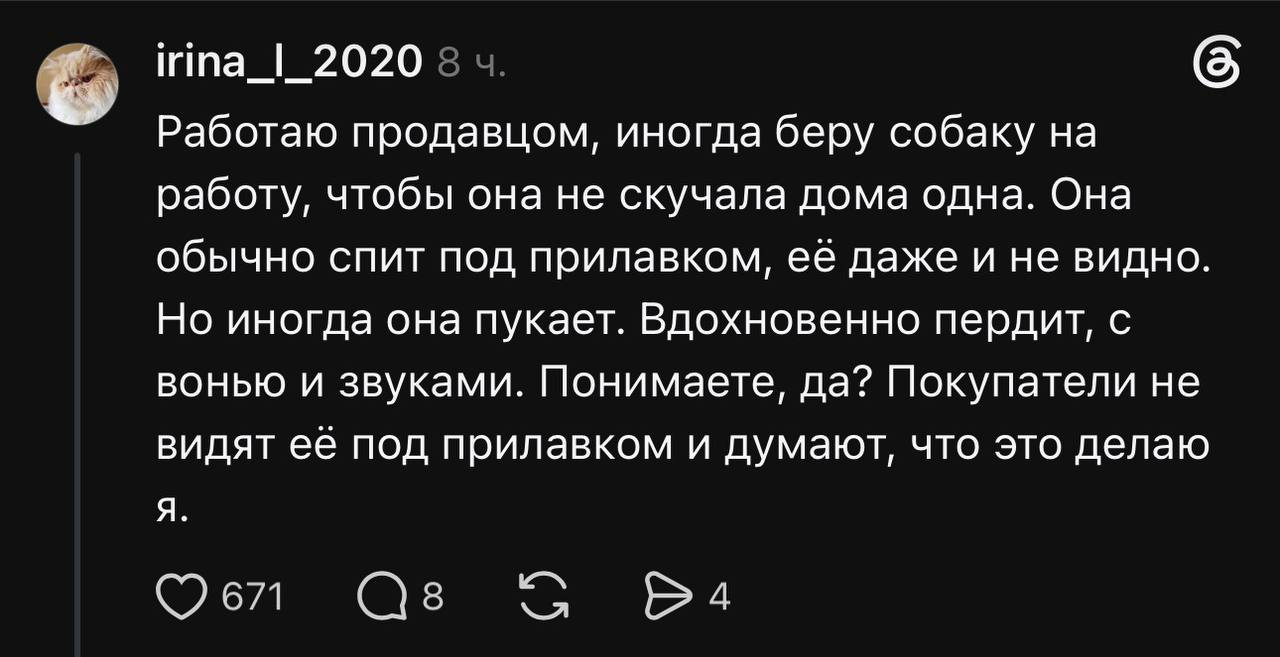 irina_l_2020 8 ч.
Работаю продавцом, иногда беру собаку на
работу, чтобы она не скучала дома одна. Она
обычно спит под прилавком, её даже и не видно.
Но иногда она пукает. Вдохновенно пердит, с
вонью и звуками. Понимаете, да? Покупатели не
видят её под прилавком и думают, что это делаю
я.
671 8 4